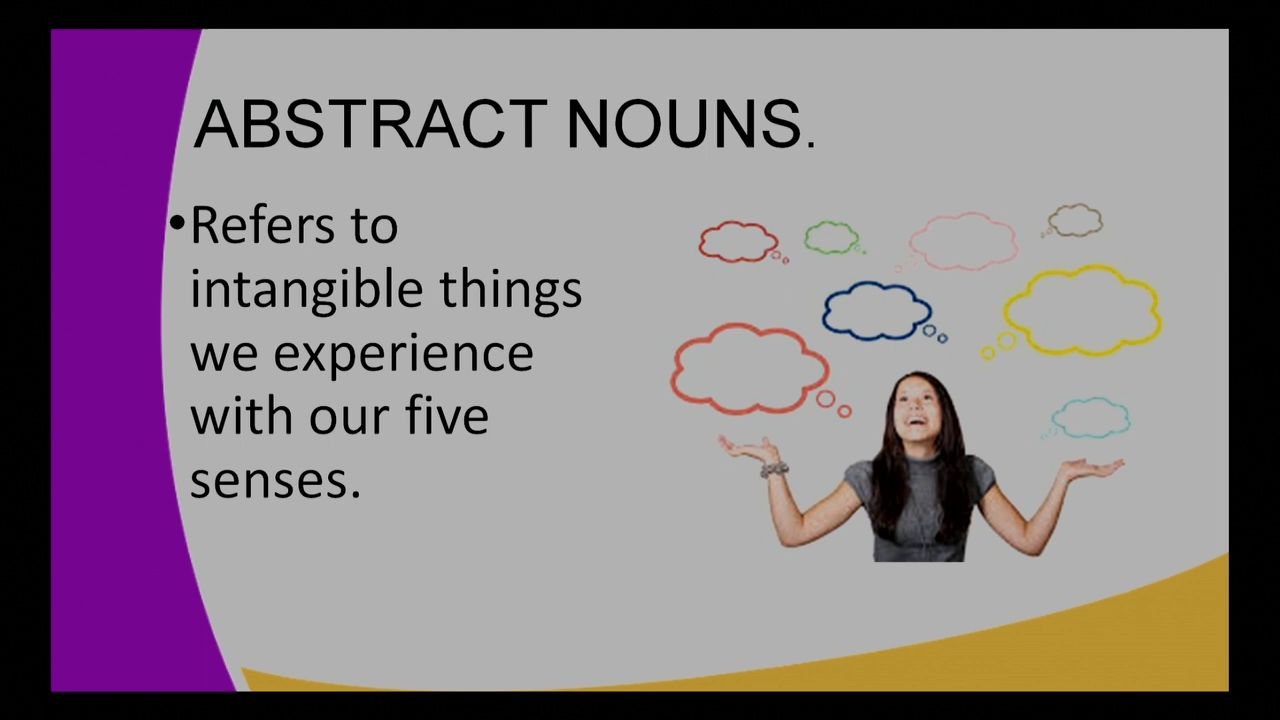 ABSTRACT NOUNS.
•Refers to
intangible things
we experience
with our five
senses.